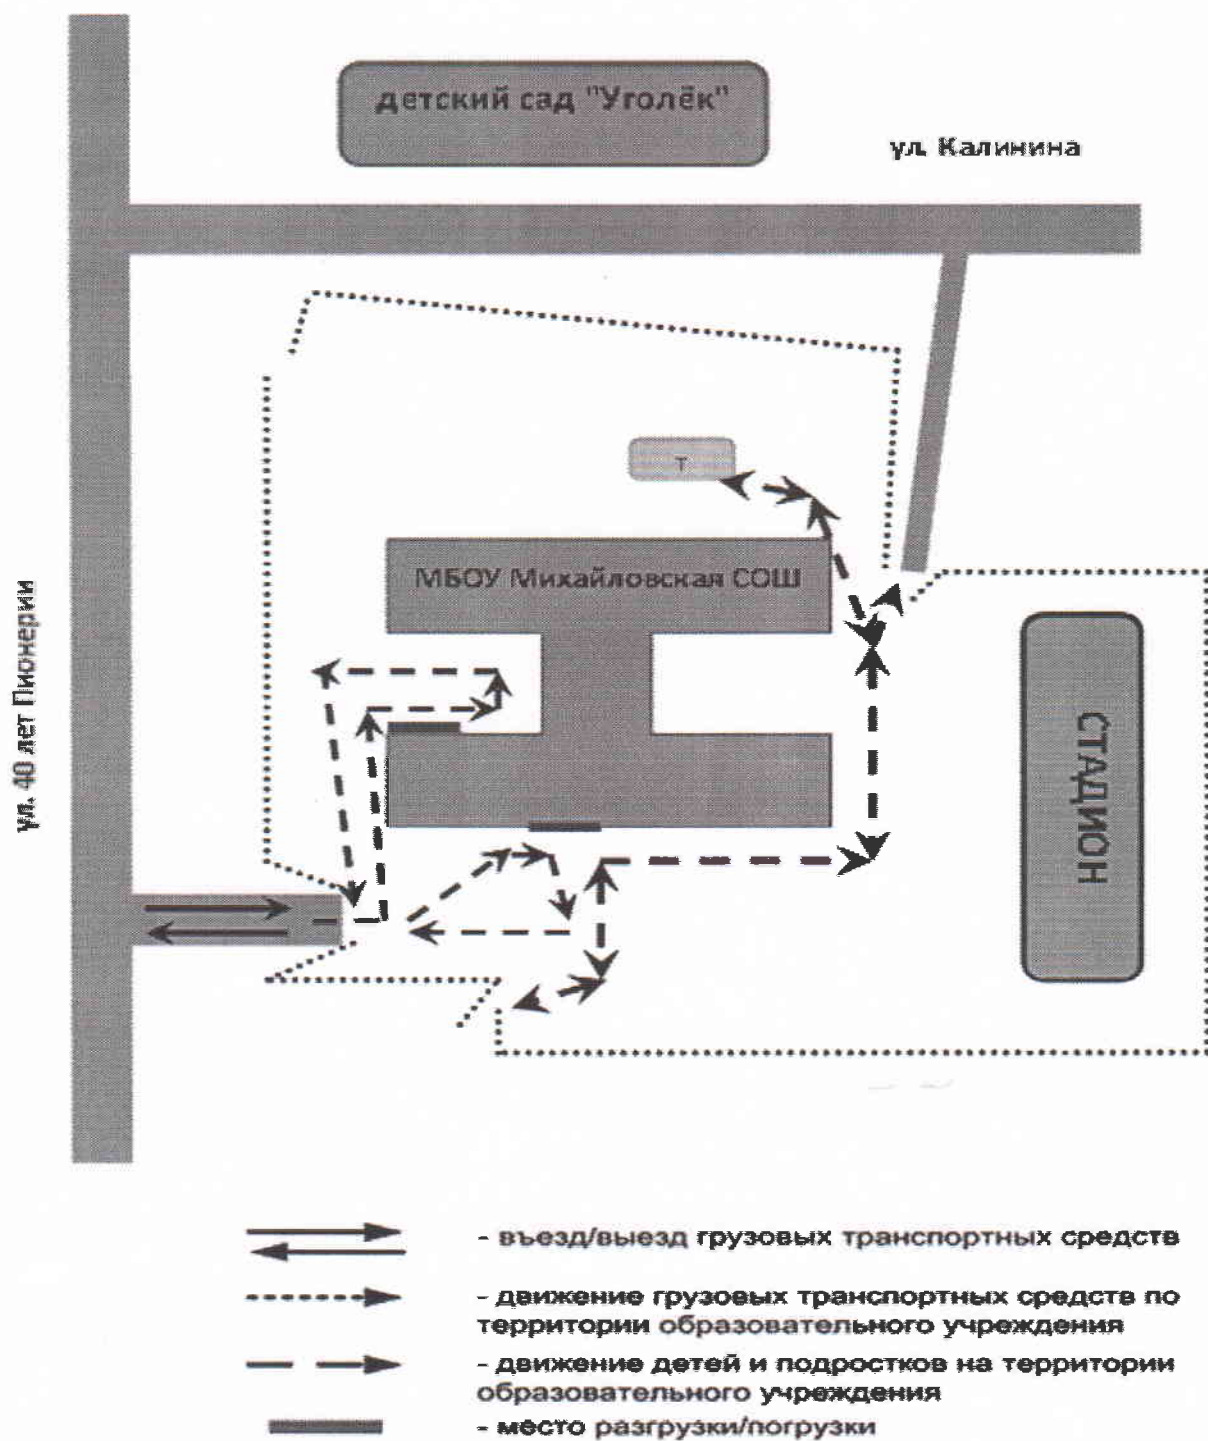 детский сад "Уголёк"
ул. Калинина
т
МБОУ Михайловская СОШ
ул. 40 лет Пионерии
СТАДИОН
- въезд/выезд грузовых транспортных средств
- движение грузовых транспортных средств по
территории образовательного учреждения
- движение детей и подростков на территории
образовательного учреждения
- место разгрузки/погрузки